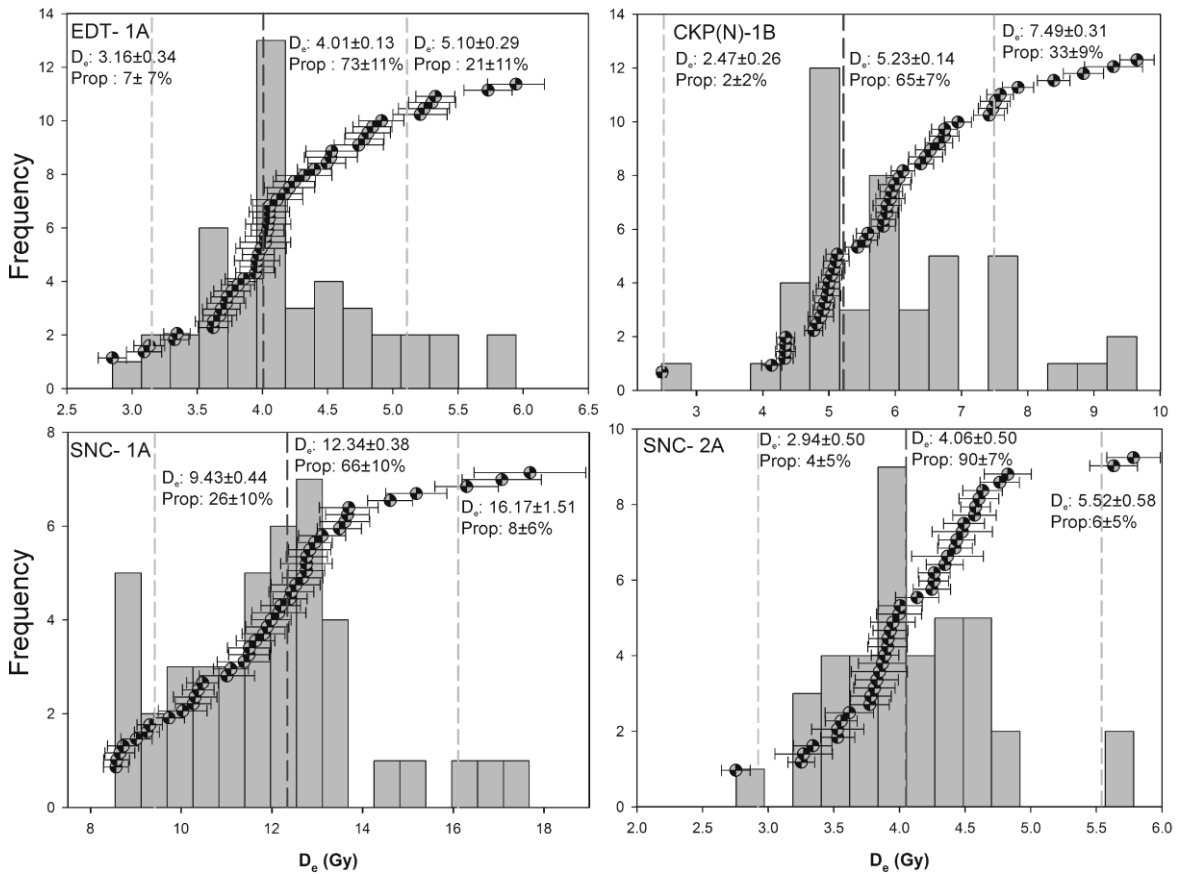 EDT- 1A
Dₑ: 3.16±0.34
Prop : 7± 7%
Dₑ: 4.01±0.13
Prop : 73±11%
Dₑ: 5.10±0.29
Prop : 21±11%
14
12
10
8
6
4
2
0
Frequency
2.5 3.0 3.5 4.0 4.5 5.0 5.5 6.0 6.5
CKP(N)-1B
Dₑ: 2.47±0.26
Prop: 2±2%
Dₑ: 5.23±0.14
Prop: 65±7%
Dₑ: 7.49±0.31
Prop: 33±9%
14
12
10
8
6
4
2
0
3 4 5 6 7 8 9 10
SNC- 1A
Dₑ: 9.43±0.44
Prop: 26±10%
Dₑ: 12.34±0.38
Prop: 66±10%
Dₑ: 16.17±1.51
Prop: 8±6%
8
6
4
2
0
Frequency
8 10 12 14 16 18
Dₑ (Gy)
SNC- 2A
Dₑ: 2.94±0.50
Prop: 4±5%
Dₑ: 4.06±0.50
Prop: 90±7%
Dₑ: 5.52±0.58
Prop:6±5%
10
8
6
4
2
0
2.0 2.5 3.0 3.5 4.0 4.5 5.0 5.5 6.0
Dₑ (Gy)